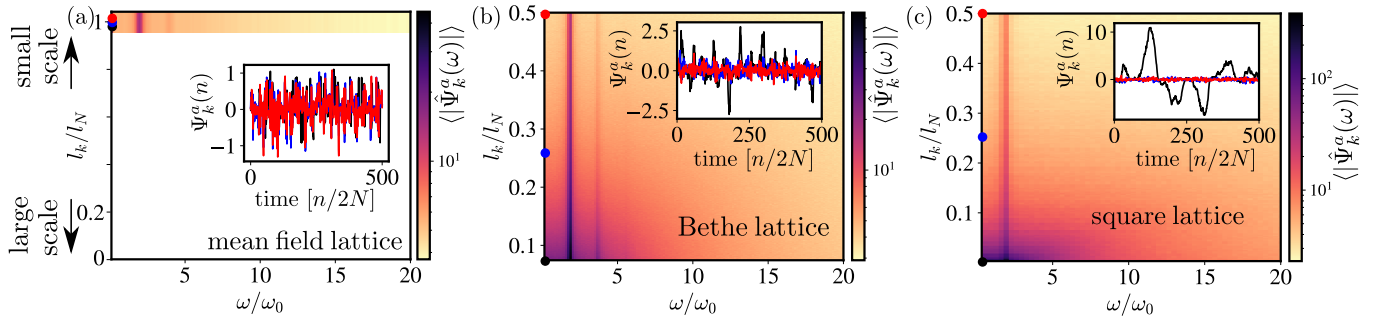 (a)
small
scale
large
scale
l_k/l_N
1
0.2
0
Ψ_k^a(n)
1
0
−1
0
500
time [n/2N]
mean field lattice
0
5
10
15
20
ω/ω_0
10^1
⟨|Ψ̂_k^a(ω)|⟩
(b)
l_k/l_N
0.5
0.4
0.3
0.2
0.1
Ψ_k^a(n)
2.5
0.0
−2.5
0
250
500
time [n/2N]
Bethe lattice
5
10
15
20
ω/ω_0
10^1
⟨|Ψ̂_k^a(ω)|⟩
(c)
l_k/l_N
0.5
0.4
0.3
0.2
0.1
Ψ_k^a(n)
10
0
0
250
500
time [n/2N]
square lattice
5
10
15
20
ω/ω_0
10^2
10^1
⟨|Ψ̂_k^a(ω)|⟩